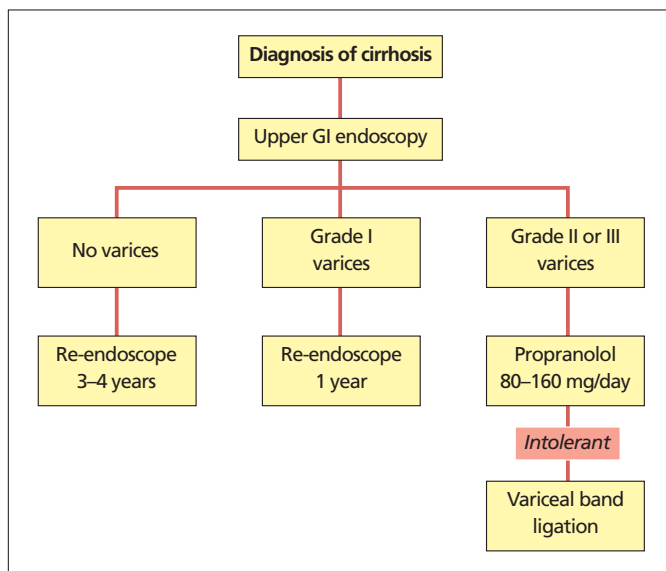 Diagnosis of cirrhosis
Upper GI endoscopy
No varices
Grade I
varices
Grade II or III
varices
Re-endoscope
3–4 years
Re-endoscope
1 year
Propranolol
80–160 mg/day
Intolerant
Variceal band
ligation